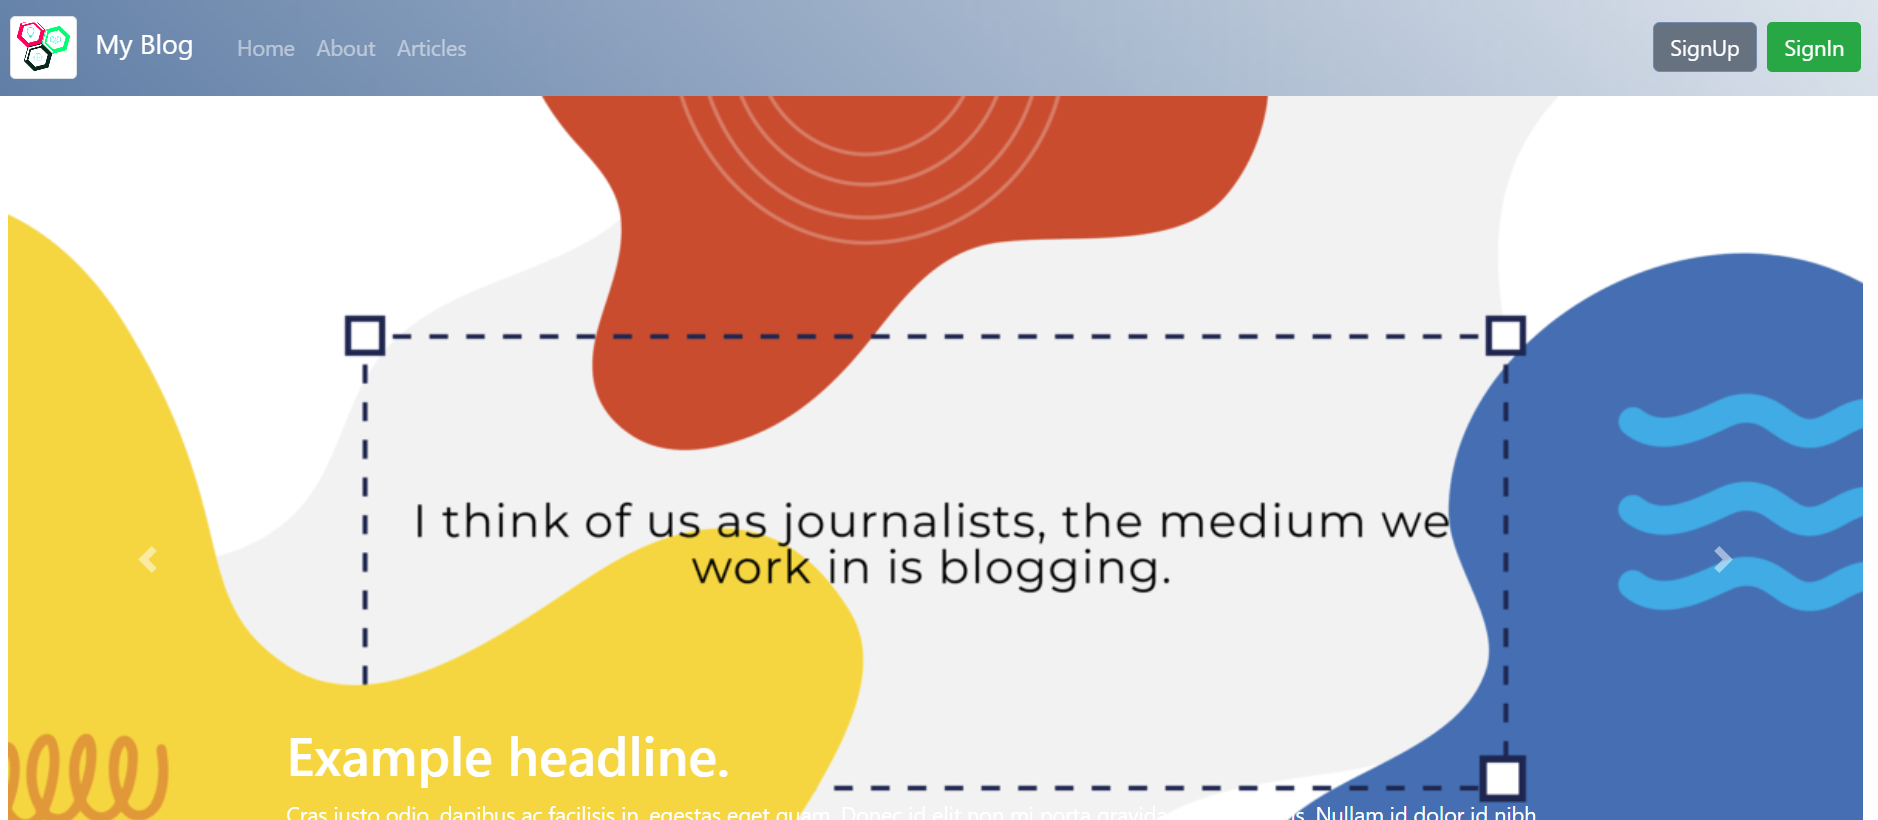 My Blog
Home About Articles
SignUp SignIn
I think of us as journalists, the medium we
work in is blogging.
Example headline.
Cras justo odio, dapibus ac facilisis in, egestas eget quam. Donec id elit non mi porta gravida s. Nullam id dolor id nibh